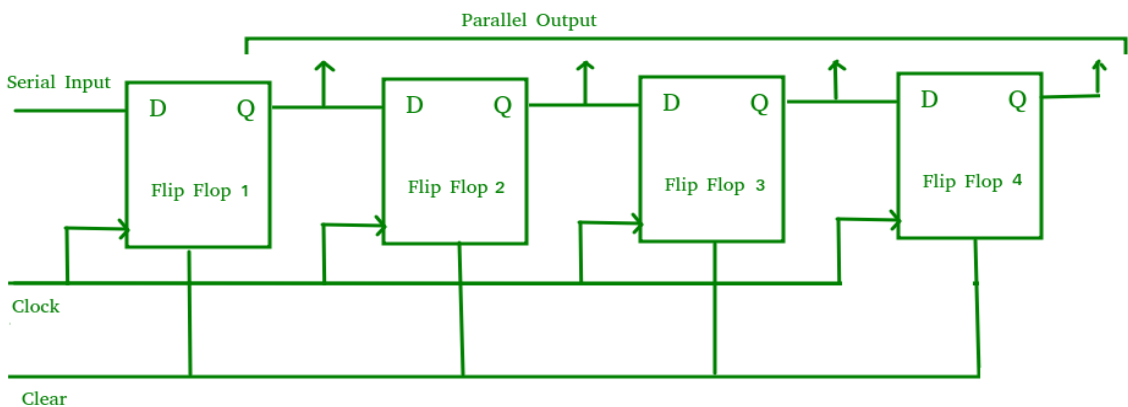 Parallel Output
Serial Input
D Q
D Q
D Q
D Q
Flip Flop 1
Flip Flop 2
Flip Flop 3
Flip Flop 4
Clock
Clear